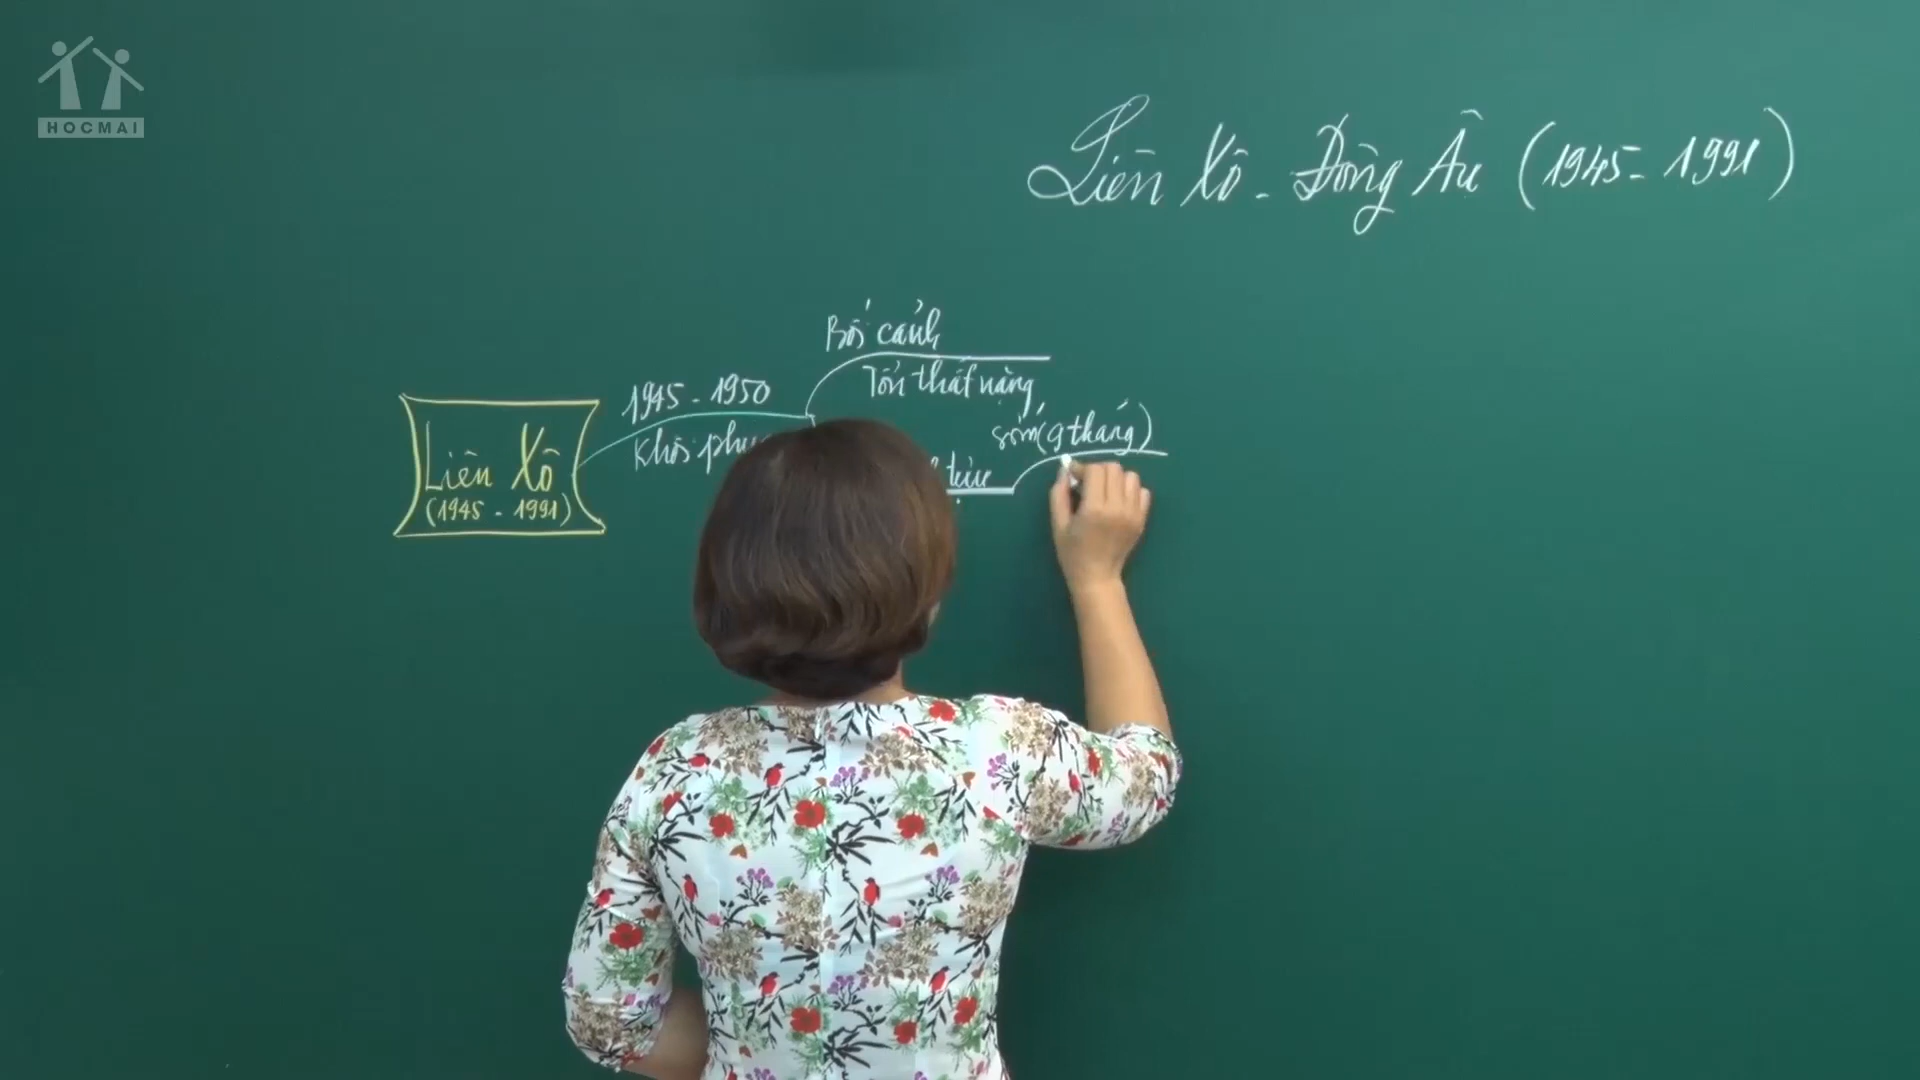 HOCMAI
Liên Xô - Đông Âu (1945 - 1991)
Bối cảnh
Tổn thất nặng
1945 - 1950
Khôi
sớm (9 tháng)
Liên Xô
(1945 - 1991)